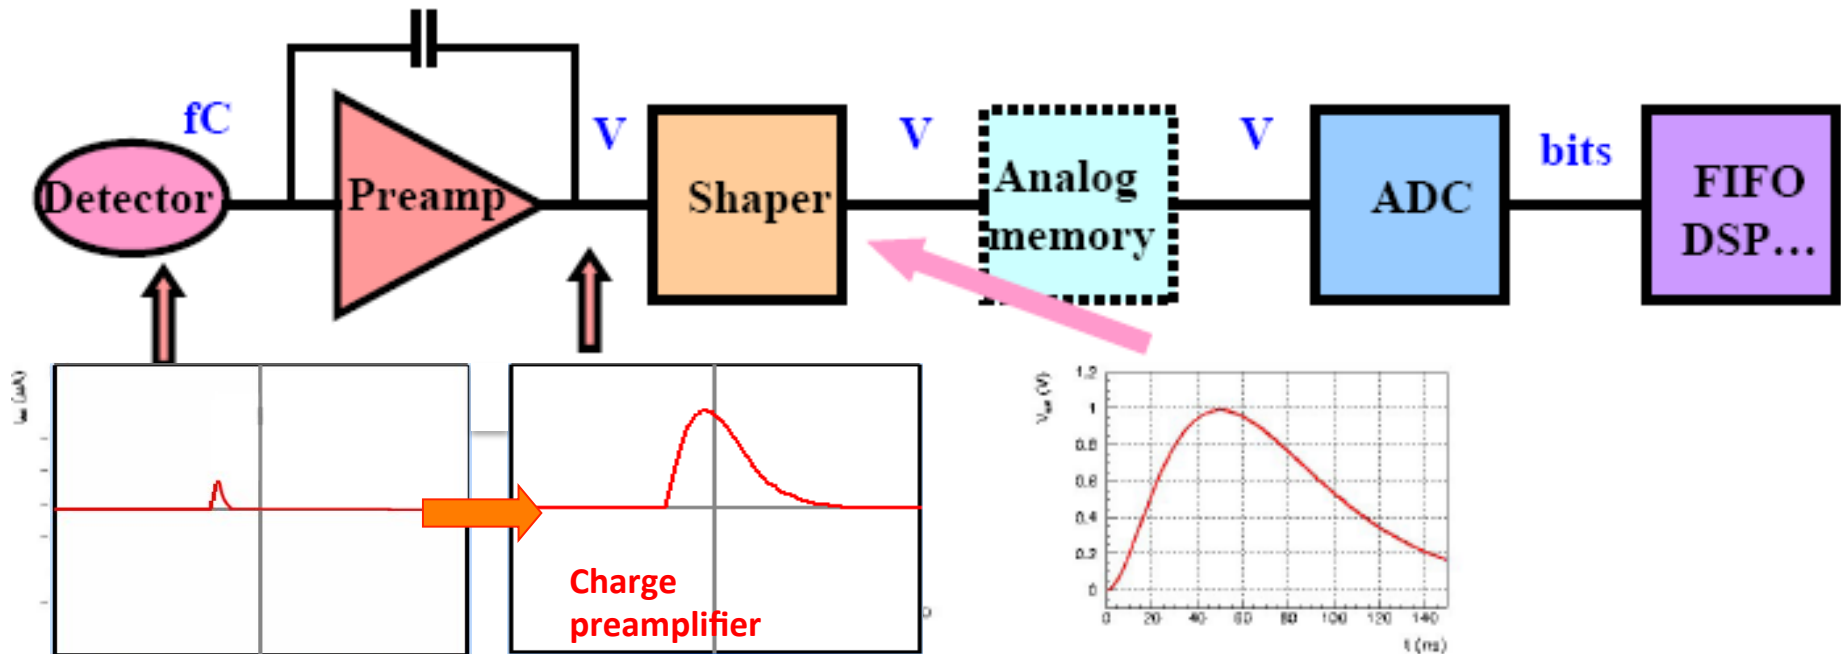 fC
V
V
V
bits
Detector
Preamp
Shaper
Analog
memory
ADC
FIFO
DSP...
Charge
preamplifier
1.2
1
0.8
0.6
0.4
0.2
0
0 20 40 60 80 100 120 140
t (ns)